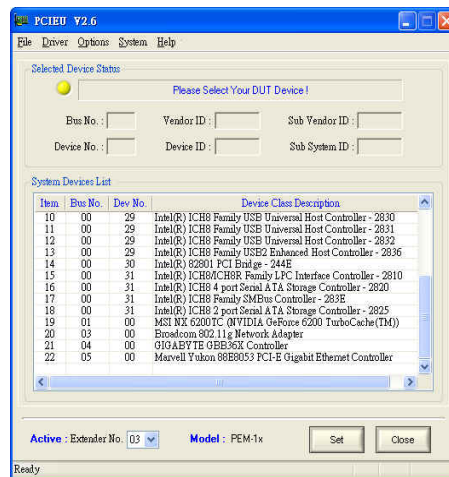 PCIEU V2.6
File Driver Options System Help
Selected Device Status
Please Select Your DUT Device !
Bus No. : Vendor ID : Sub Vendor ID :
Device No. : Device ID : Sub System ID :
System Devices List
Item Bus No. Dev No. Device Class Description
10 00 29 Intel(R) ICH8 Family USB Universal Host Controller - 2830
11 00 29 Intel(R) ICH8 Family USB Universal Host Controller - 2831
12 00 29 Intel(R) ICH8 Family USB Universal Host Controller - 2832
13 00 29 Intel(R) ICH8 Family USB2 Enhanced Host Controller - 2836
14 00 30 Intel(R) 82801 PCI Bridge - 244E
15 00 31 Intel(R) ICH8/ICH8R Family LPC Interface Controller - 2810
16 00 31 Intel(R) ICH8 4 port Serial ATA Storage Controller - 2820
17 00 31 Intel(R) ICH8 Family SMBus Controller - 283E
18 00 31 Intel(R) ICH8 2 port Serial ATA Storage Controller - 2825
19 01 00 MSI NX 6200TC (NVIDIA GeForce 6200 TurboCache(TM))
20 03 00 Broadcom 802.11g Network Adapter
21 04 00 GIGABYTE GBB36X Controller
22 05 00 Marvell Yukon 88E8053 PCI-E Gigabit Ethernet Controller
Active : Extender No. 03 Model : PEM-1x Set Close
Ready